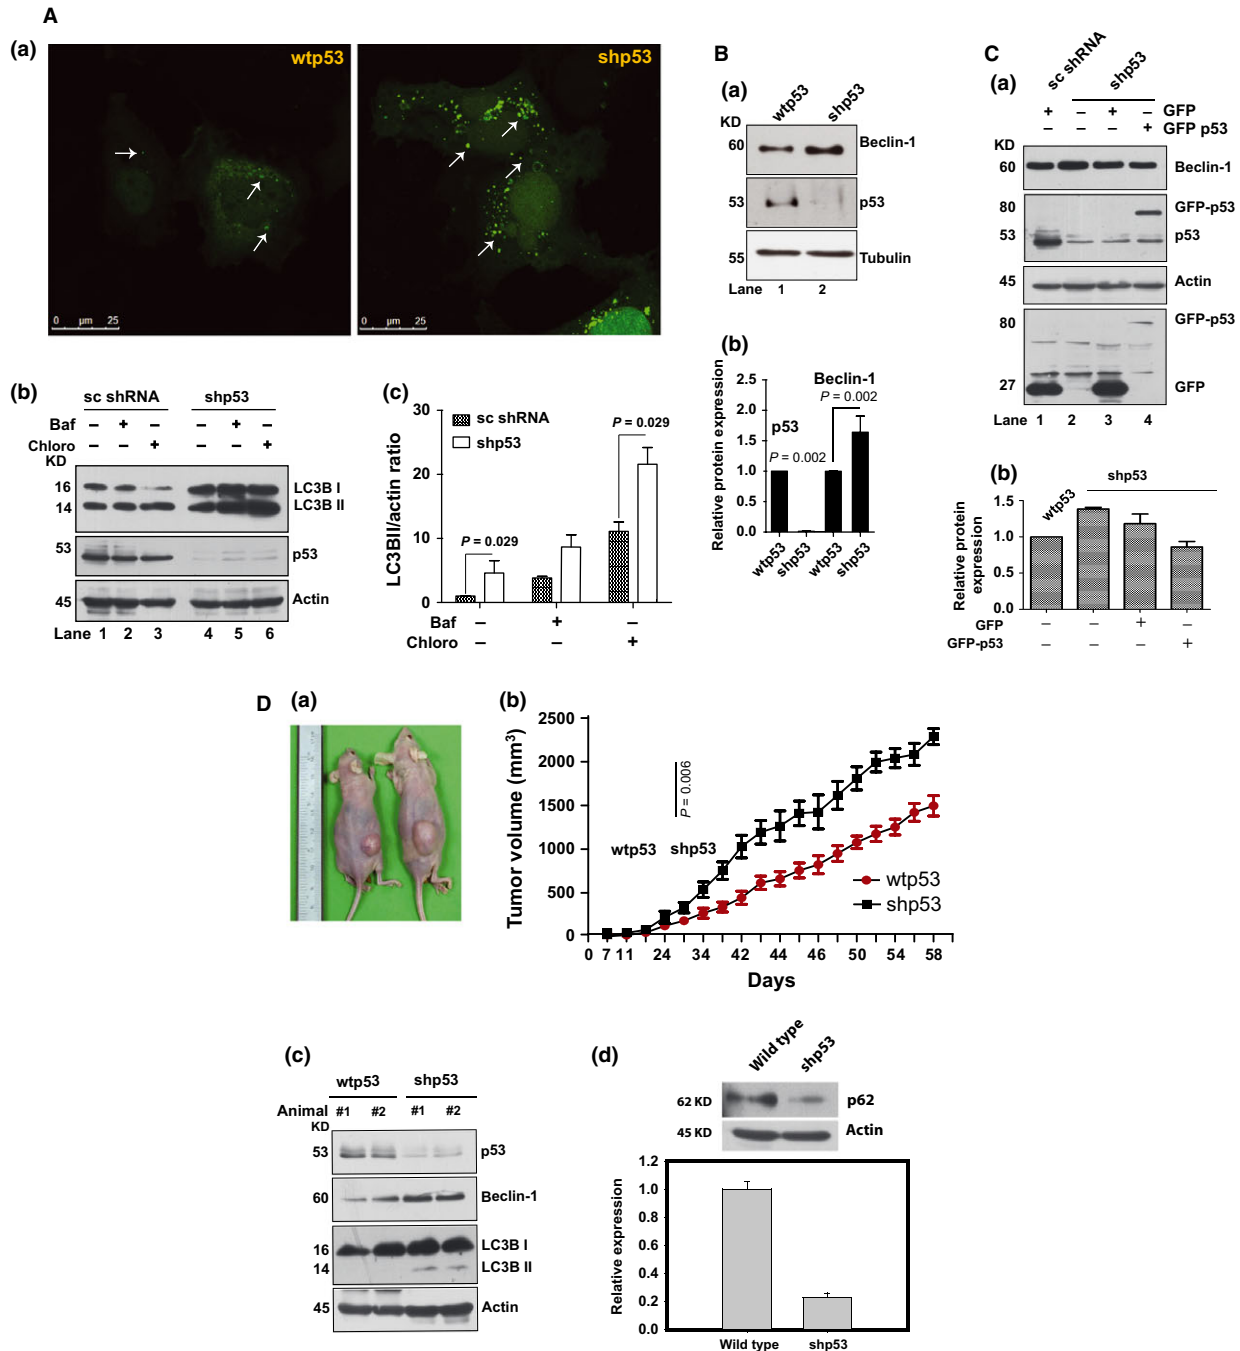 A
(a)
wtp53
shp53
0 µm 25
0 µm 25
(b)
sc shRNA shp53
Baf – + – – + –
Chloro – – + – – +
KD
16 LC3B I
14 LC3B II
53 p53
45 Actin
Lane 1 2 3 4 5 6
(c)
LC3BII/actin ratio
30
20
10
0
sc shRNA
shp53
P = 0.029
P = 0.029
Baf – + –
Chloro – – +
B
(a)
wtp53 shp53
KD
60 Beclin-1
53 p53
55 Tubulin
Lane 1 2
(b)
Relative protein expression
2.5
2.0
1.5
1.0
0.5
0.0
Beclin-1
P = 0.002
p53
P = 0.002
wtp53 shp53 wtp53 shp53
C
(a)
sc shRNA shp53
+ – + – GFP
– – – + GFP p53
KD
60 Beclin-1
80 GFP-p53
53 p53
45 Actin
80 GFP-p53
27 GFP
Lane 1 2 3 4
(b)
Relative protein
expression
1.5
1.0
0.5
0.0
wtp53
shp53
GFP – – + –
GFP-p53 – – – +
D
(a)
(b)
Tumor volume (mm3)
2500
2000
1500
1000
500
0
P = 0.006
wtp53 shp53
wtp53
shp53
0 7 11 24 34 42 44 46 50 54 58
Days
(c)
wtp53 shp53
Animal #1 #2 #1 #2
KD
53 p53
60 Beclin-1
16 LC3B I
14 LC3B II
45 Actin
(d)
Wild type shp53
62 KD p62
45 KD Actin
Relative expression
1.2
1.0
0.8
0.6
0.4
0.2
0.0
Wild type shp53